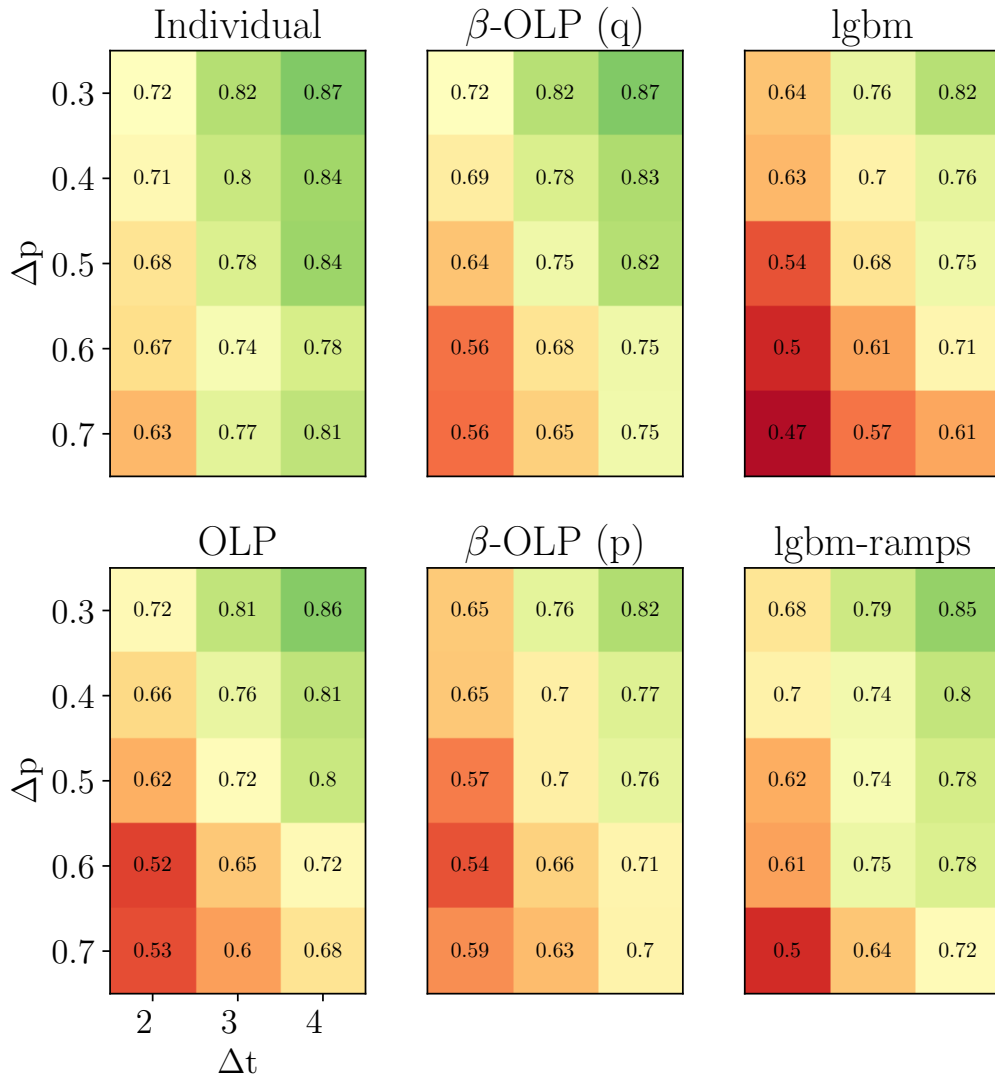 Individual β-OLP (q) lgbm
0.3 0.72 0.82 0.87 0.72 0.82 0.87 0.64 0.76 0.82
0.4 0.71 0.8 0.84 0.69 0.78 0.83 0.63 0.7 0.76
Δp
0.5 0.68 0.78 0.84 0.64 0.75 0.82 0.54 0.68 0.75
0.6 0.67 0.74 0.78 0.56 0.68 0.75 0.5 0.61 0.71
0.7 0.63 0.77 0.81 0.56 0.65 0.75 0.47 0.57 0.61
OLP β-OLP (p) lgbm-ramps
0.3 0.72 0.81 0.86 0.65 0.76 0.82 0.68 0.79 0.85
0.4 0.66 0.76 0.81 0.65 0.7 0.77 0.7 0.74 0.8
Δp
0.5 0.62 0.72 0.8 0.57 0.7 0.76 0.62 0.74 0.78
0.6 0.52 0.65 0.72 0.54 0.66 0.71 0.61 0.75 0.78
0.7 0.53 0.6 0.68 0.59 0.63 0.7 0.5 0.64 0.72
2 3 4
Δt